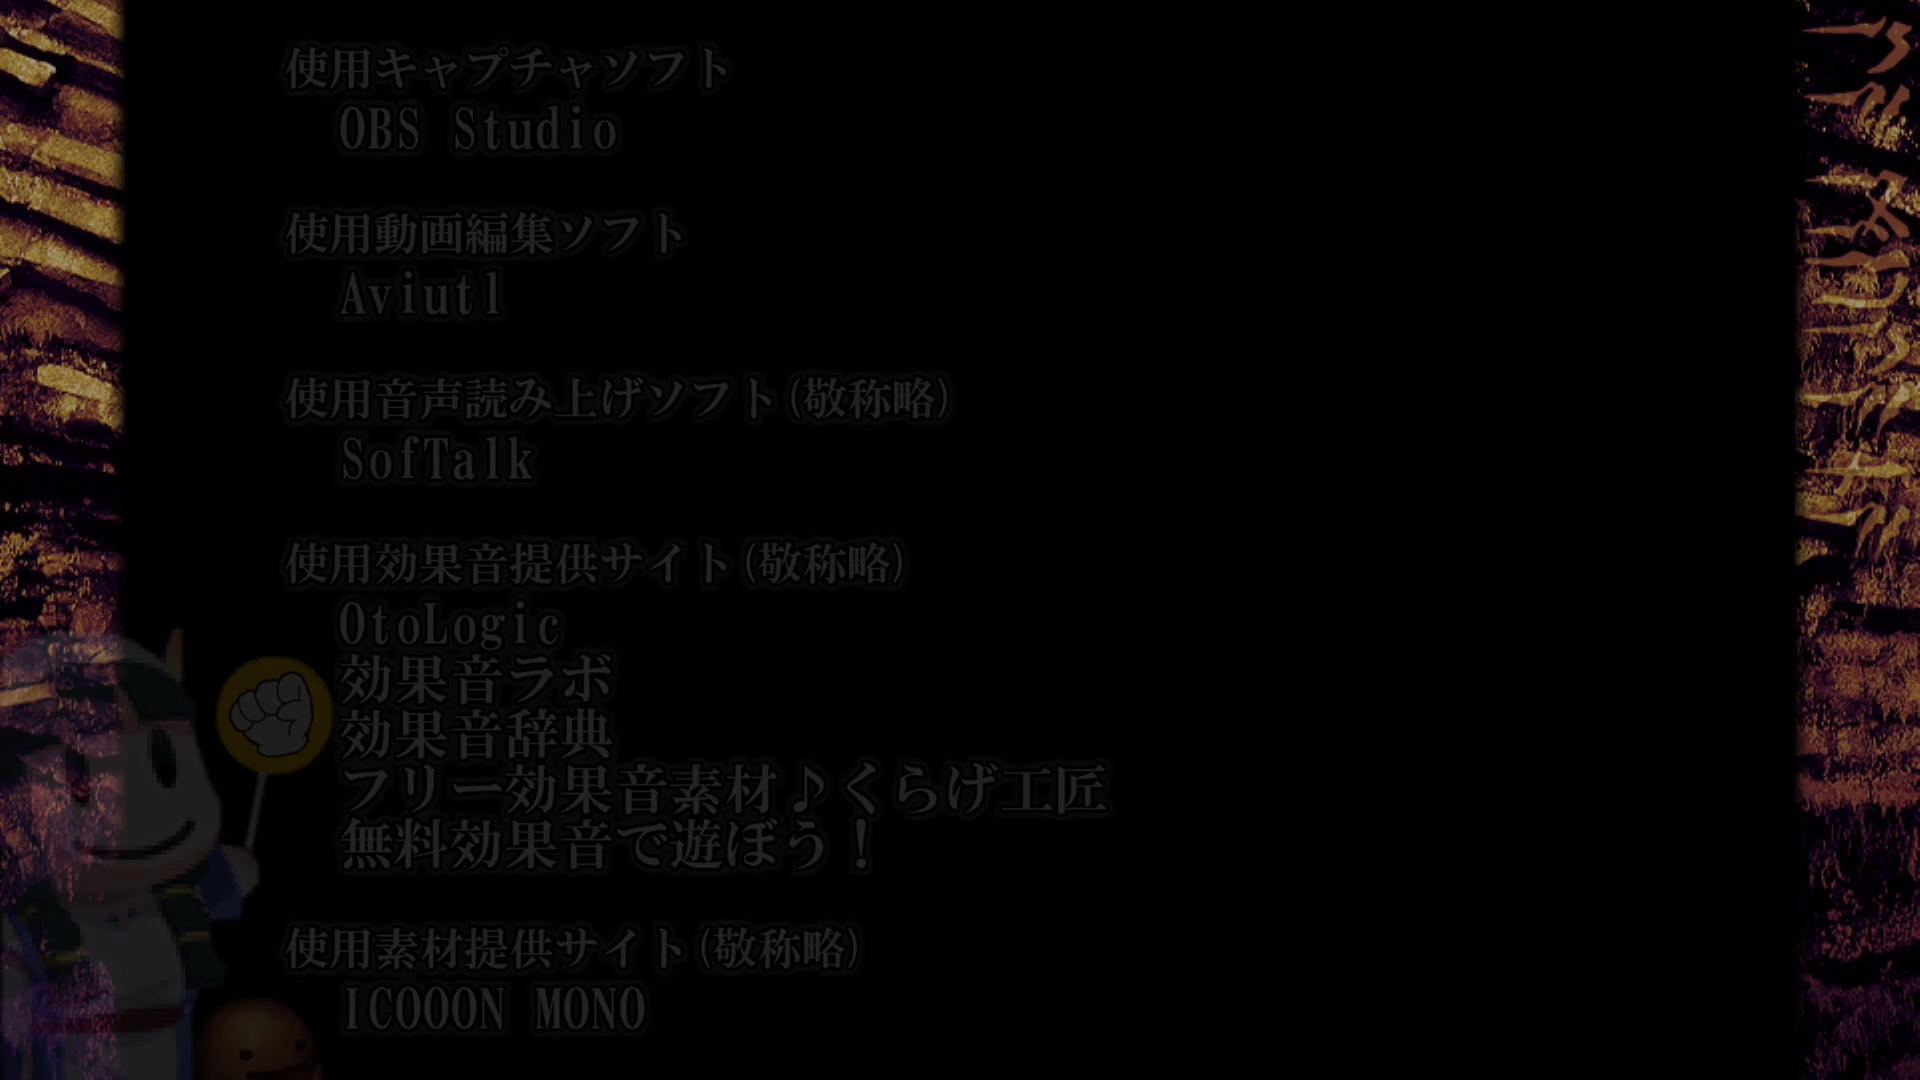 使用キャプチャソフト
OBS Studio
使用動画編集ソフト
Aviutl
使用音声読み上げソフト(敬称略)
SofTalk
使用効果音提供サイト(敬称略)
OtoLogic
効果音ラボ
効果音辞典
フリー効果音素材♪くらげ工匠
無料効果音で遊ぼう！
使用素材提供サイト(敬称略)
ICOOON MONO